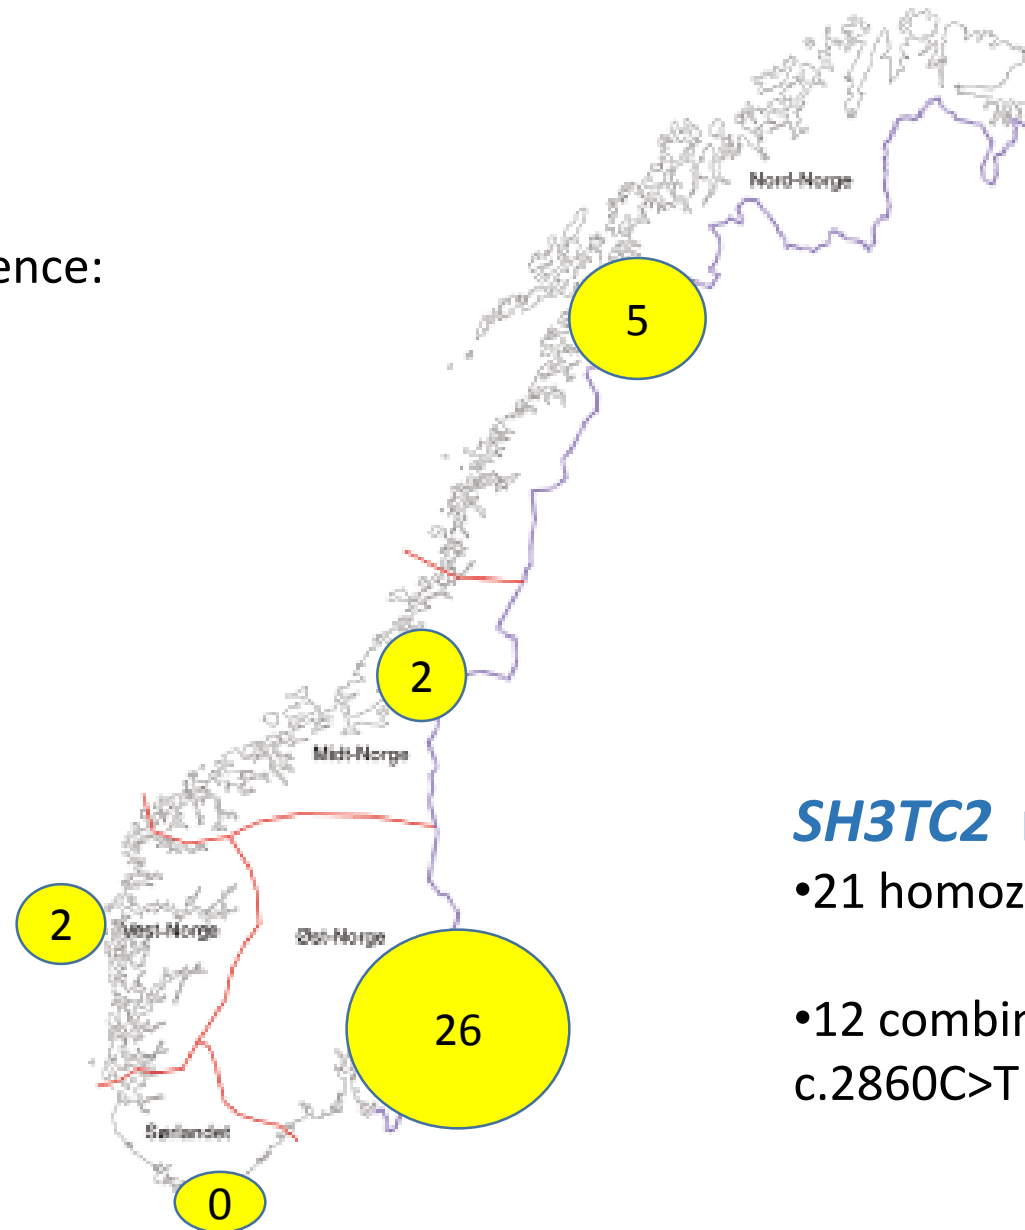 Nord-Norge
ence:
5
2
Midt-Norge
SH3TC2
•21 homoz
2
Vest-Norge
Øst-Norge
26
•12 combin
c.2860C>T
Sørlandet
0